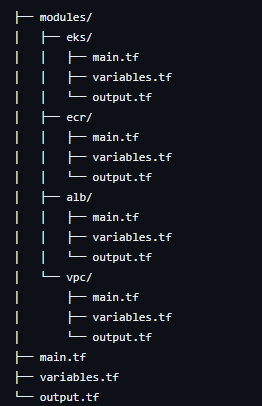 ├── modules/
│   ├── eks/
│   │   ├── main.tf
│   │   ├── variables.tf
│   │   └── output.tf
│   ├── ecr/
│   │   ├── main.tf
│   │   ├── variables.tf
│   │   └── output.tf
│   ├── alb/
│   │   ├── main.tf
│   │   ├── variables.tf
│   │   └── output.tf
│   └── vpc/
│       ├── main.tf
│       ├── variables.tf
│       └── output.tf
├── main.tf
├── variables.tf
└── output.tf